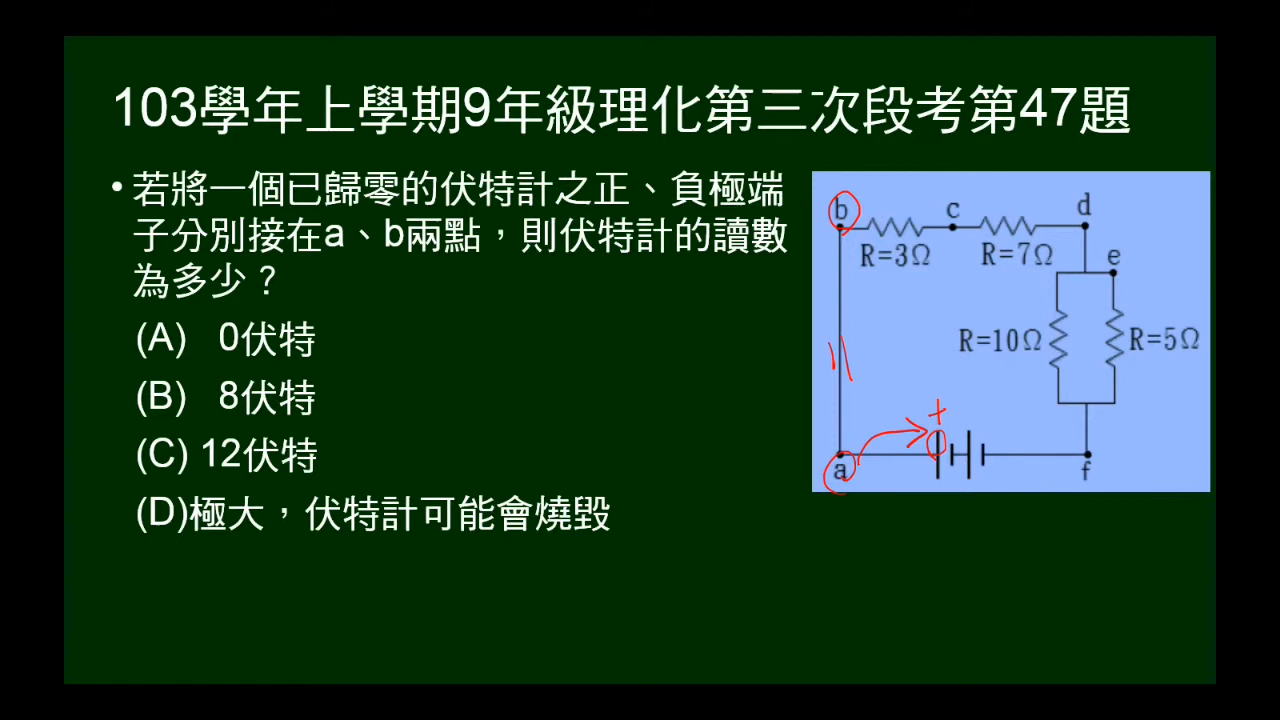 103學年上學期9年級理化第三次段考第47題
• 若將一個已歸零的伏特計之正、負極端
子分別接在a、b兩點，則伏特計的讀數
為多少？
(A) 0伏特
(B) 8伏特
(C) 12伏特
(D)極大，伏特計可能會燒毀
b c d
R=3Ω R=7Ω e
R=10Ω R=5Ω
+
a f